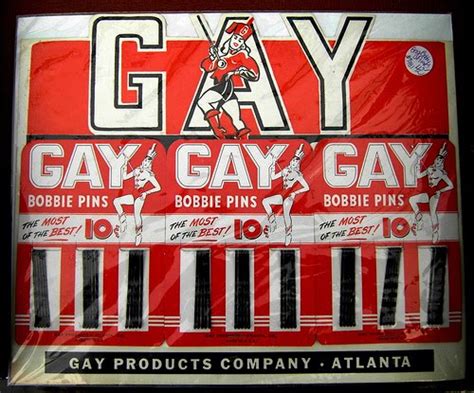 GAY
G
GAY GAY GAY
BOBBIE PINS BOBBIE PINS BOBBIE PINS
THE MOST OF THE BEST! 10¢ THE MOST OF THE BEST! 10¢ THE MOST OF THE BEST! 10¢
GAY PRODUCTS COMPANY · ATLANTA